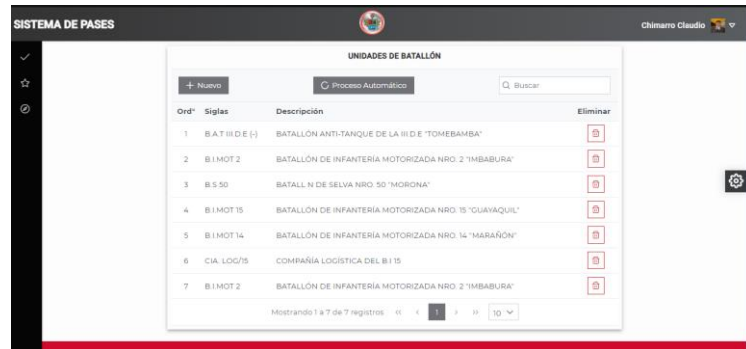 SISTEMA DE PASES
Chimarro Claudio
UNIDADES DE BATALLÓN
+ Nuevo
Proceso Automático
Buscar
Ord° Siglas Descripción Eliminar
1 B.A.T III.D.E (-) BATALLÓN ANTI-TANQUE DE LA III.D.E "TOMEBAMBA"
2 B.I.MOT 2 BATALLÓN DE INFANTERÍA MOTORIZADA NRO. 2 "IMBABURA"
3 B.S.50 BATALL N DE SELVA NRO. 50 "MORONA"
4 B.I.MOT 15 BATALLÓN DE INFANTERÍA MOTORIZADA NRO. 15 "GUAYAQUIL"
5 B.I.MOT 14 BATALLÓN DE INFANTERÍA MOTORIZADA NRO. 14 "MARAÑÓN"
6 CIA. LOG/15 COMPAÑÍA LOGÍSTICA DEL B.I 15
7 B.I.MOT 2 BATALLÓN DE INFANTERÍA MOTORIZADA NRO. 2 "IMBABURA"
Mostrando 1 a 7 de 7 registros « ‹ 1 › » 10